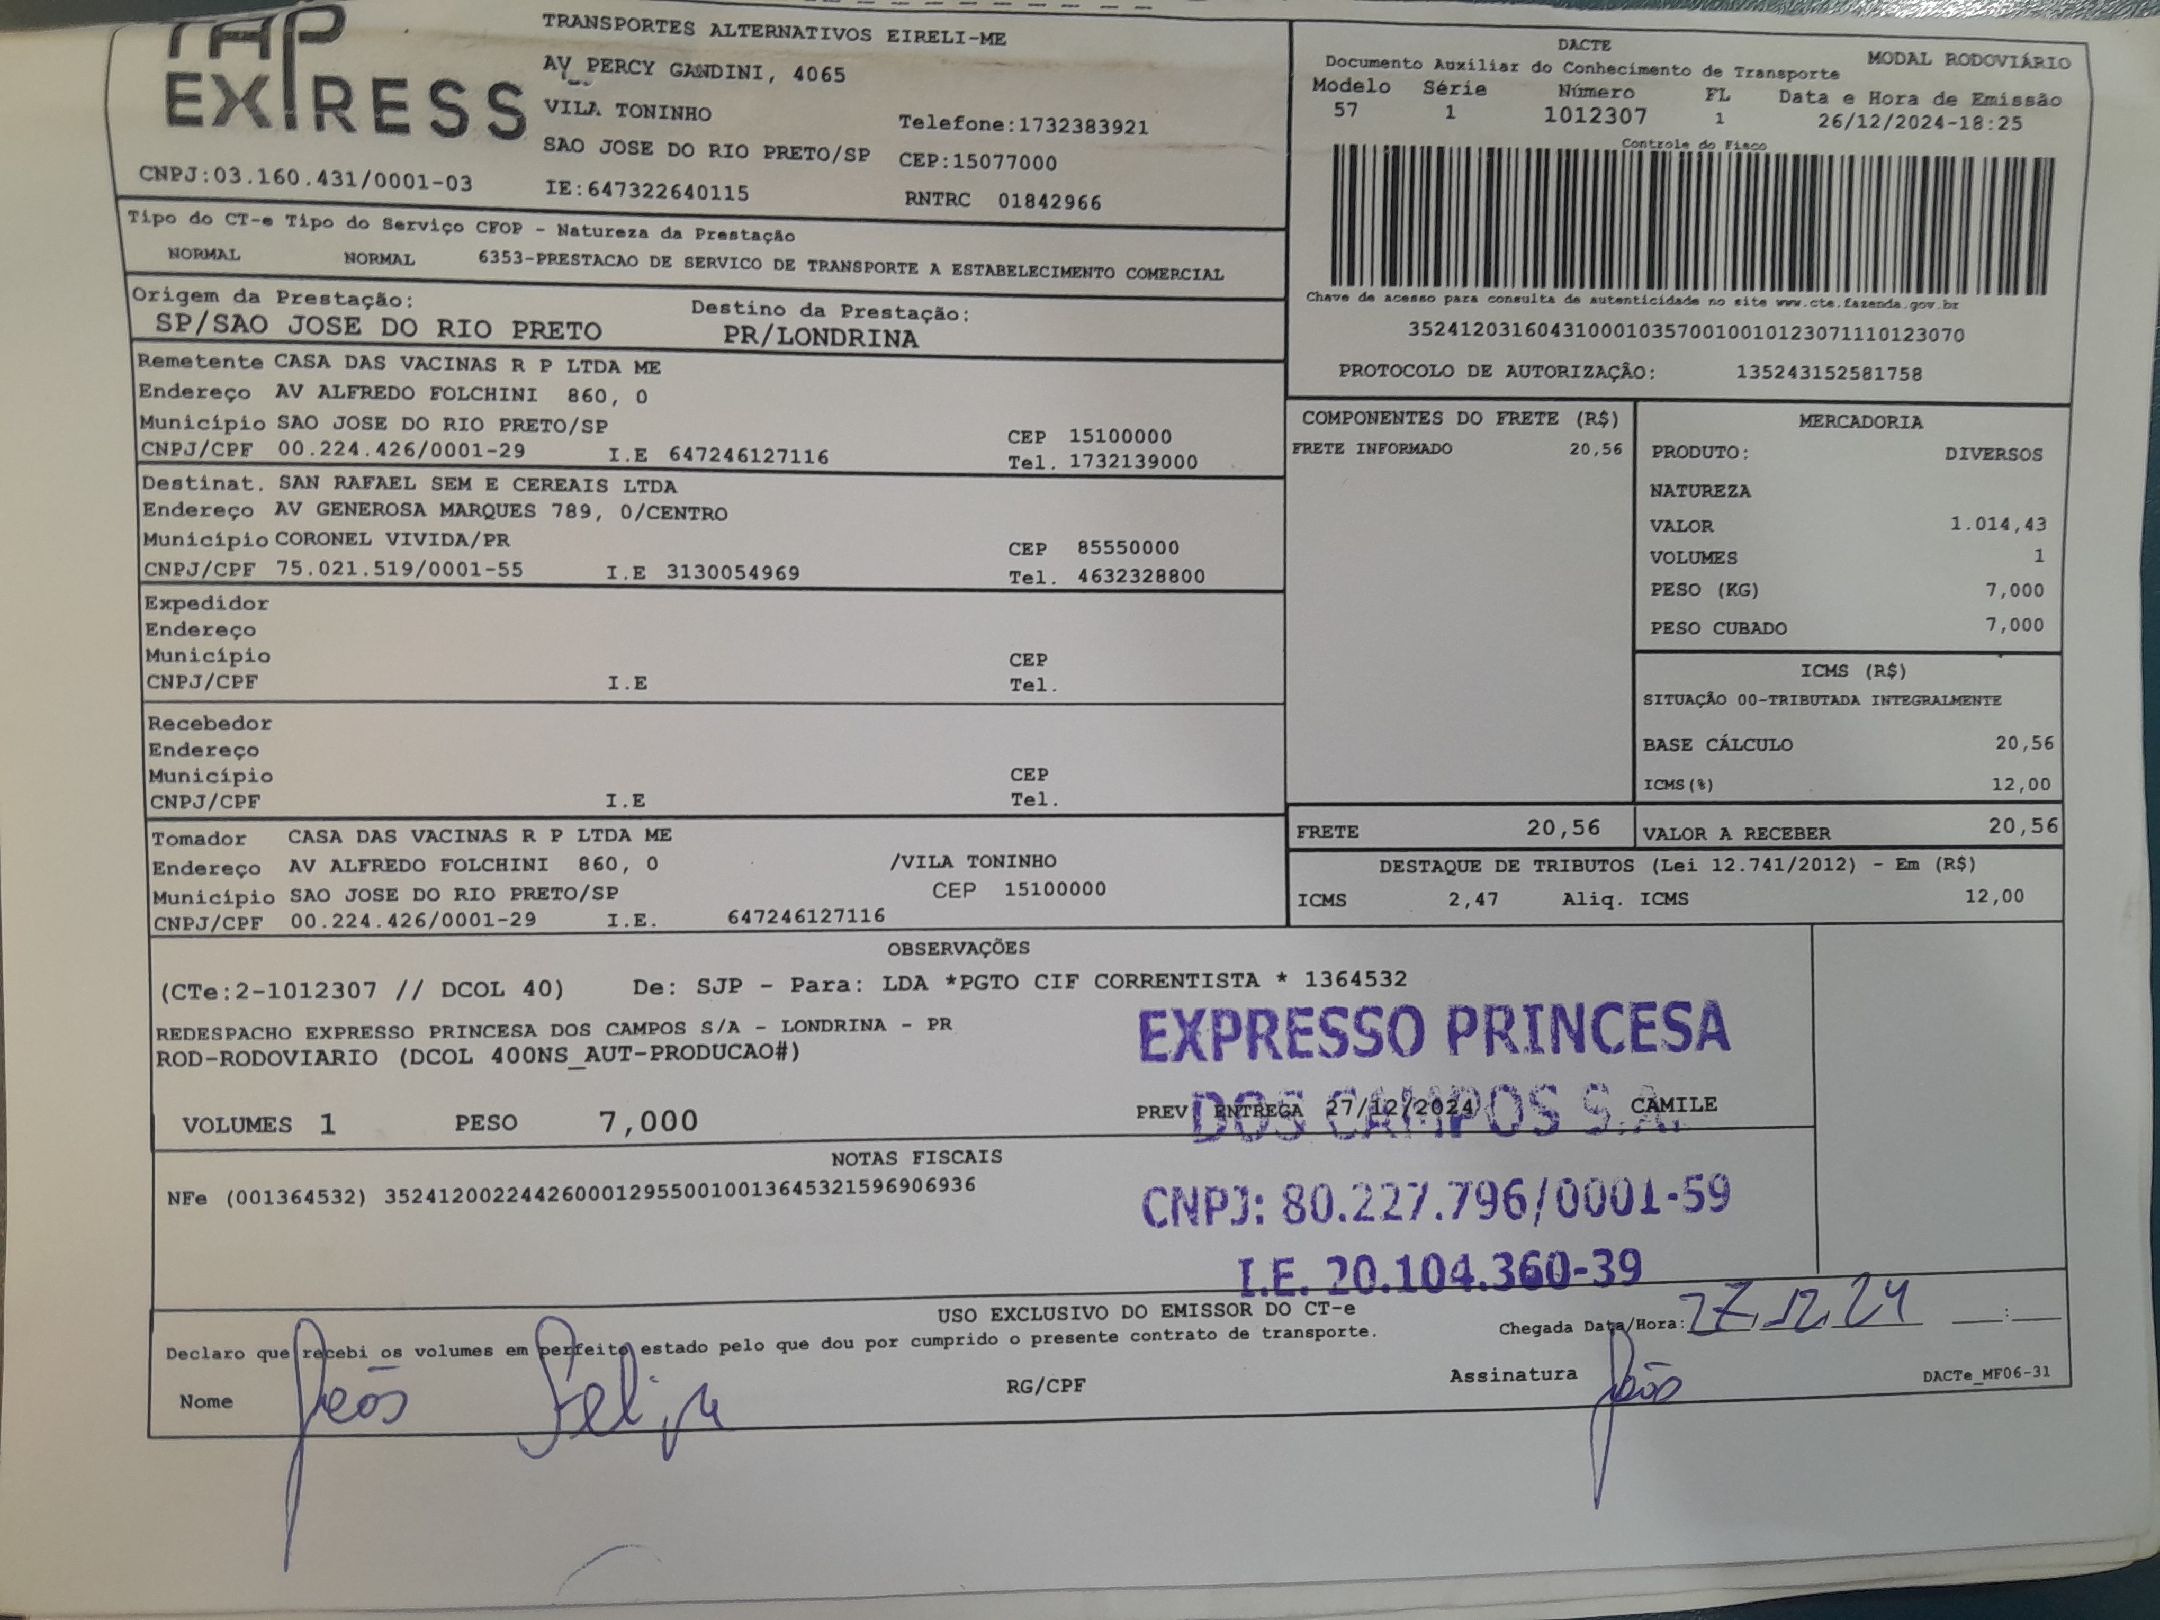 TAP
EXPRESS
CNPJ:03.160.431/0001-03
TRANSPORTES ALTERNATIVOS EIRELI-ME
AV PERCY GANDINI, 4065
VILA TONINHO
Telefone:1732383921
SAO JOSE DO RIO PRETO/SP CEP:15077000
IE:647322640115 RNTRC 01842966
DACTE
MODAL RODOVIÁRIO
Documento Auxiliar do Conhecimento de Transporte
Modelo Série Número FL Data e Hora de Emissão
57 1 1012307 1 26/12/2024-18:25
Controle do Fisco
Chave de acesso para consulta de autenticidade no site www.cte.fazenda.gov.br
35241203160431000103570010010123071110123070
PROTOCOLO DE AUTORIZAÇÃO: 135243152581758
Tipo do CT-e Tipo do Serviço CFOP - Natureza da Prestação
NORMAL NORMAL 6353-PRESTACAO DE SERVICO DE TRANSPORTE A ESTABELECIMENTO COMERCIAL
Origem da Prestação: Destino da Prestação:
SP/SAO JOSE DO RIO PRETO PR/LONDRINA
Remetente CASA DAS VACINAS R P LTDA ME
Endereço AV ALFREDO FOLCHINI 860, 0
Município SAO JOSE DO RIO PRETO/SP CEP 15100000
CNPJ/CPF 00.224.426/0001-29 I.E 647246127116 Tel. 1732139000
Destinat. SAN RAFAEL SEM E CEREAIS LTDA
Endereço AV GENEROSA MARQUES 789, 0/CENTRO
Município CORONEL VIVIDA/PR CEP 85550000
CNPJ/CPF 75.021.519/0001-55 I.E 3130054969 Tel. 4632328800
Expedidor
Endereço
Município CEP
CNPJ/CPF I.E Tel.
Recebedor
Endereço
Município CEP
CNPJ/CPF I.E Tel.
Tomador CASA DAS VACINAS R P LTDA ME
Endereço AV ALFREDO FOLCHINI 860, 0 /VILA TONINHO
Município SAO JOSE DO RIO PRETO/SP CEP 15100000
CNPJ/CPF 00.224.426/0001-29 I.E. 647246127116
COMPONENTES DO FRETE (R$)
FRETE INFORMADO 20,56
MERCADORIA
PRODUTO: DIVERSOS
NATUREZA
VALOR 1.014,43
VOLUMES 1
PESO (KG) 7,000
PESO CUBADO 7,000
ICMS (R$)
SITUAÇÃO 00-TRIBUTADA INTEGRALMENTE
BASE CÁLCULO 20,56
ICMS(%) 12,00
FRETE 20,56 VALOR A RECEBER 20,56
DESTAQUE DE TRIBUTOS (Lei 12.741/2012) - Em (R$)
ICMS 2,47 Aliq. ICMS 12,00
OBSERVAÇÕES
(CTe:2-1012307 // DCOL 40) De: SJP - Para: LDA *PGTO CIF CORRENTISTA * 1364532
REDESPACHO EXPRESSO PRINCESA DOS CAMPOS S/A - LONDRINA - PR
ROD-RODOVIARIO (DCOL 400NS_AUT-PRODUCAO#)
VOLUMES 1 PESO 7,000 PREV ENTREGA 27/12/2024 CAMILE
EXPRESSO PRINCESA
DOS CAMPOS S.A.
CNPJ: 80.227.796/0001-59
I.E. 20.104.360-39
NOTAS FISCAIS
NFe (001364532) 35241200224426000129550010013645321596906936
USO EXCLUSIVO DO EMISSOR DO CT-e
Declaro que recebi os volumes em perfeito estado pelo que dou por cumprido o presente contrato de transporte.
Chegada Data/Hora: 27.12.24 __:__
Nome João Felipe RG/CPF Assinatura João DACTe_MF06-31